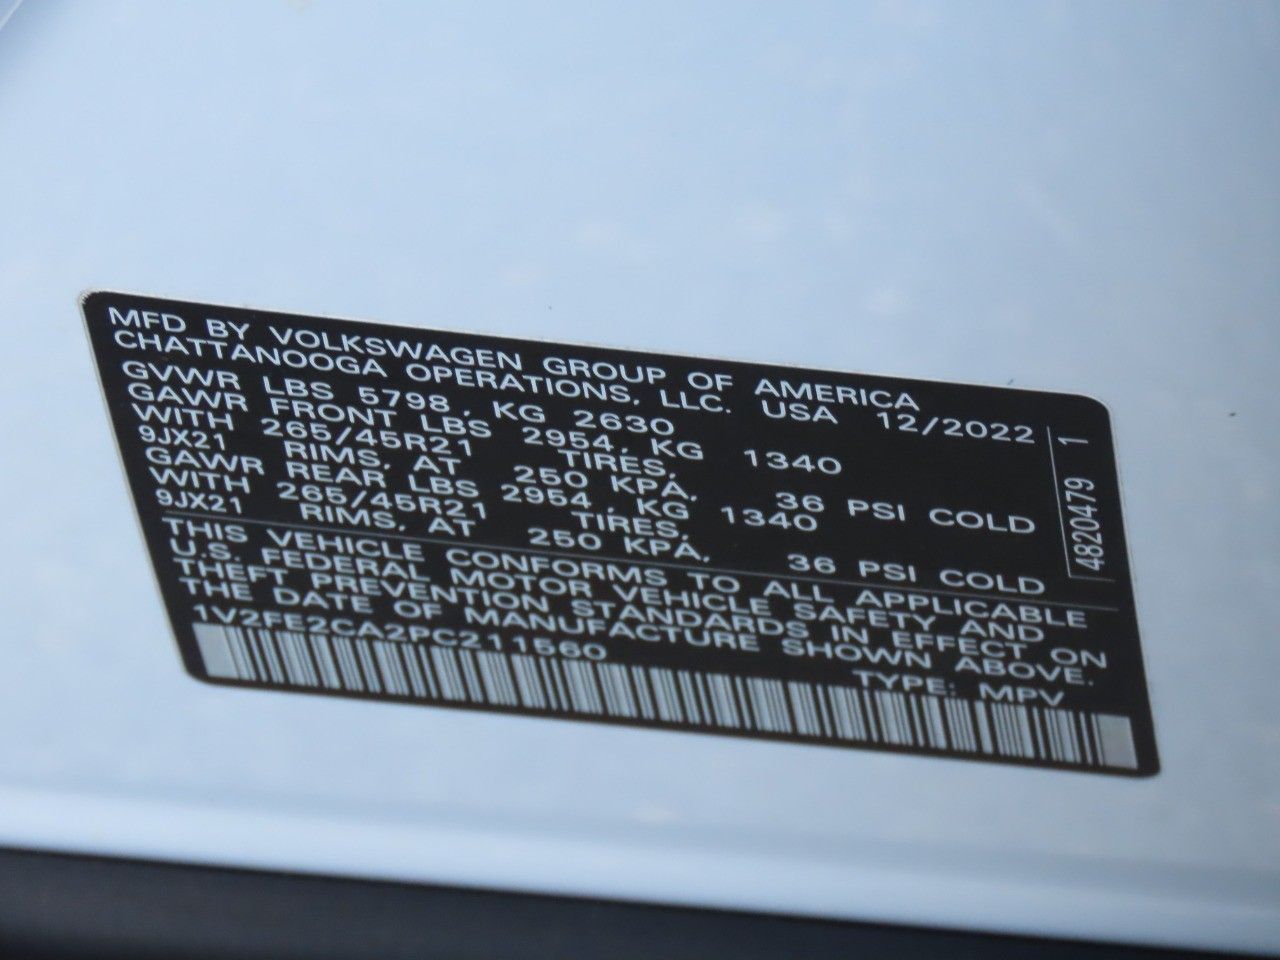 MFD BY VOLKSWAGEN GROUP OF AMERICA
CHATTANOOGA OPERATIONS, LLC. USA 12/2022
GVWR LBS 5798, KG 2630
GAWR FRONT LBS 2954, KG 1340
WITH 265/45R21 TIRES,
9JX21 RIMS, AT 250 KPA, 36 PSI COLD
GAWR REAR LBS 2954, KG 1340
WITH 265/45R21 TIRES,
9JX21 RIMS, AT 250 KPA, 36 PSI COLD
THIS VEHICLE CONFORMS TO ALL APPLICABLE
U.S. FEDERAL MOTOR VEHICLE SAFETY AND
THEFT PREVENTION STANDARDS IN EFFECT ON
THE DATE OF MANUFACTURE SHOWN ABOVE.
1V2FE2CA2PC211560 TYPE: MPV
4820479 1